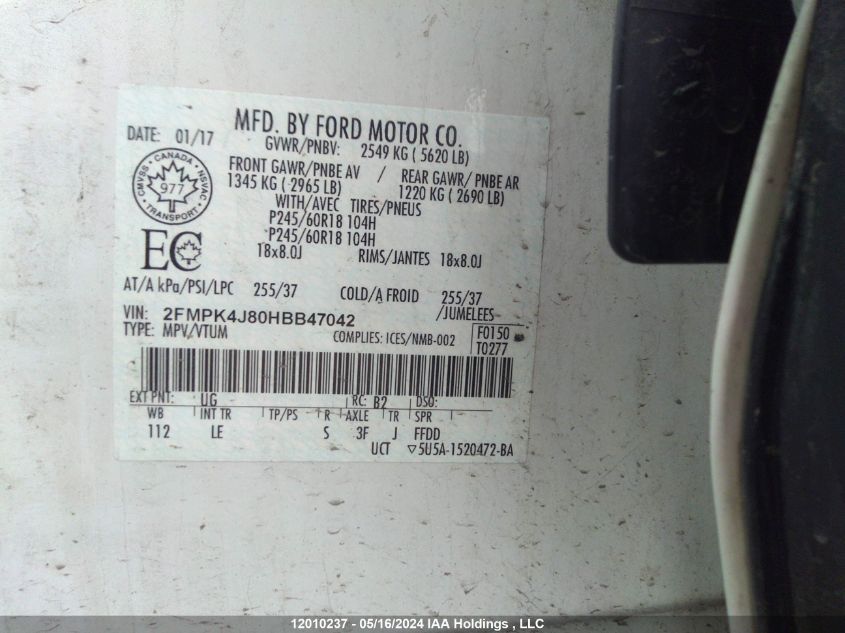 MFD. BY FORD MOTOR CO.
DATE: 01/17
GVWR/PNBV: 2549 KG ( 5620 LB)
FRONT GAWR/PNBE AV / REAR GAWR/ PNBE AR
1345 KG ( 2965 LB) 1220 KG ( 2690 LB)
WITH/AVEC TIRES/PNEUS
P245/60R18 104H
P245/60R18 104H
18x8.0J RIMS/JANTES 18x8.0J
CANADA
CMVSS 977 NSVAC
TRANSPORT
EC
AT/A kPa/PSI/LPC 255/37 COLD/A FROID 255/37
/JUMELEES
VIN: 2FMPK4J80HBB47042
TYPE: MPV/VTUM COMPLIES: ICES/NMB-002
F0150
T0277
EXT PNT: UG RC: B2 DSO:
WB INT TR TP/PS R AXLE TR SPR
112 LE S 3F J FFDD
UCT ▽5U5A-1520472-BA
12010237 - 05/16/2024 IAA Holdings , LLC